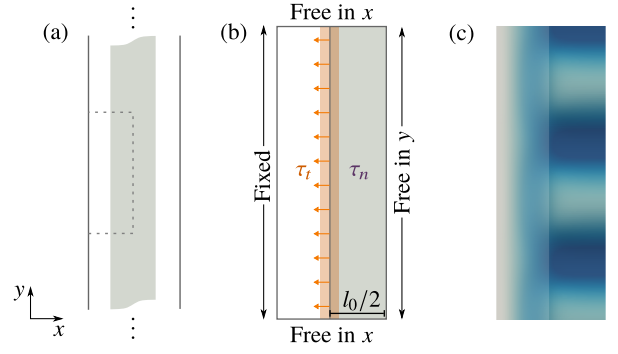 (a)
y
x
(b)
Free in x
Fixed
τt
τn
Free in y
l0/2
Free in x
(c)